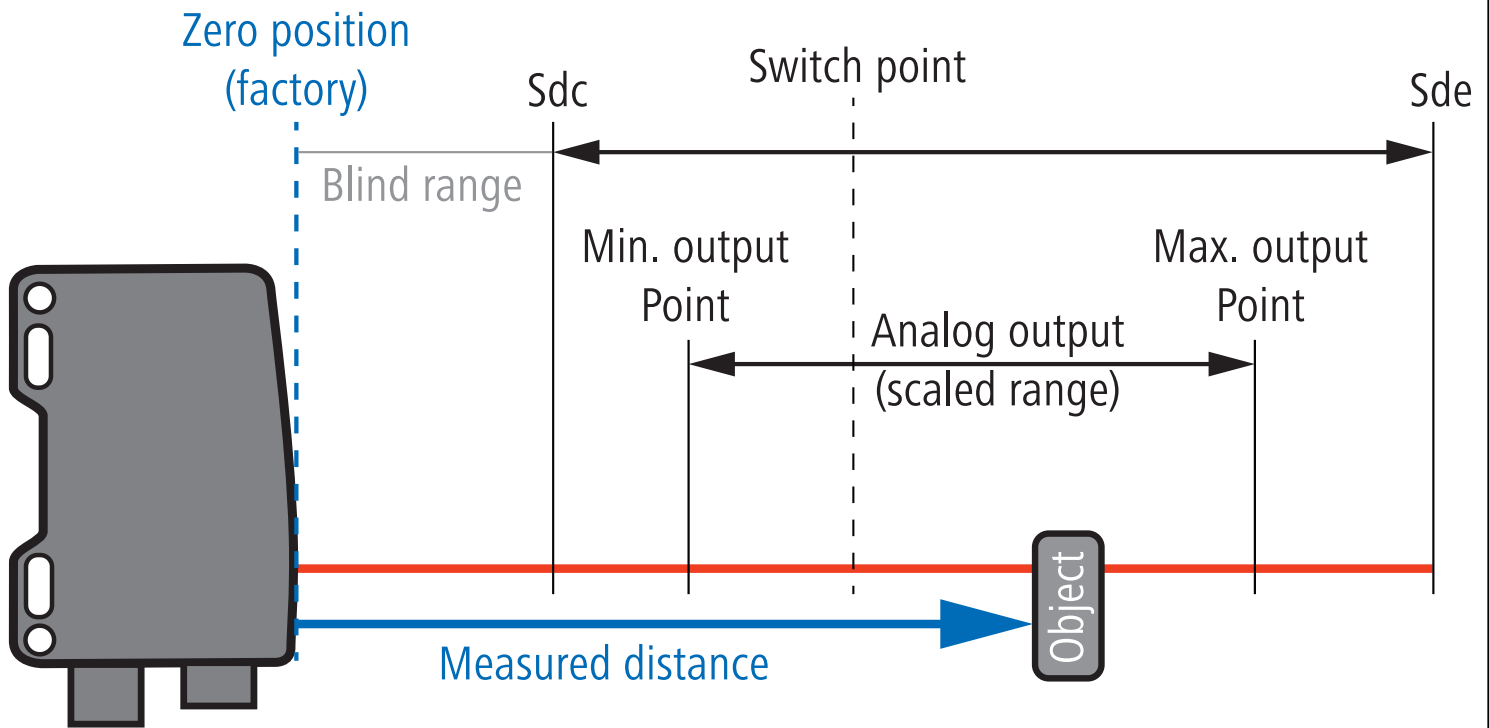 Zero position
(factory)
Sdc
Switch point
Sde
Blind range
Min. output
Point
Max. output
Point
Analog output
(scaled range)
Object
Measured distance